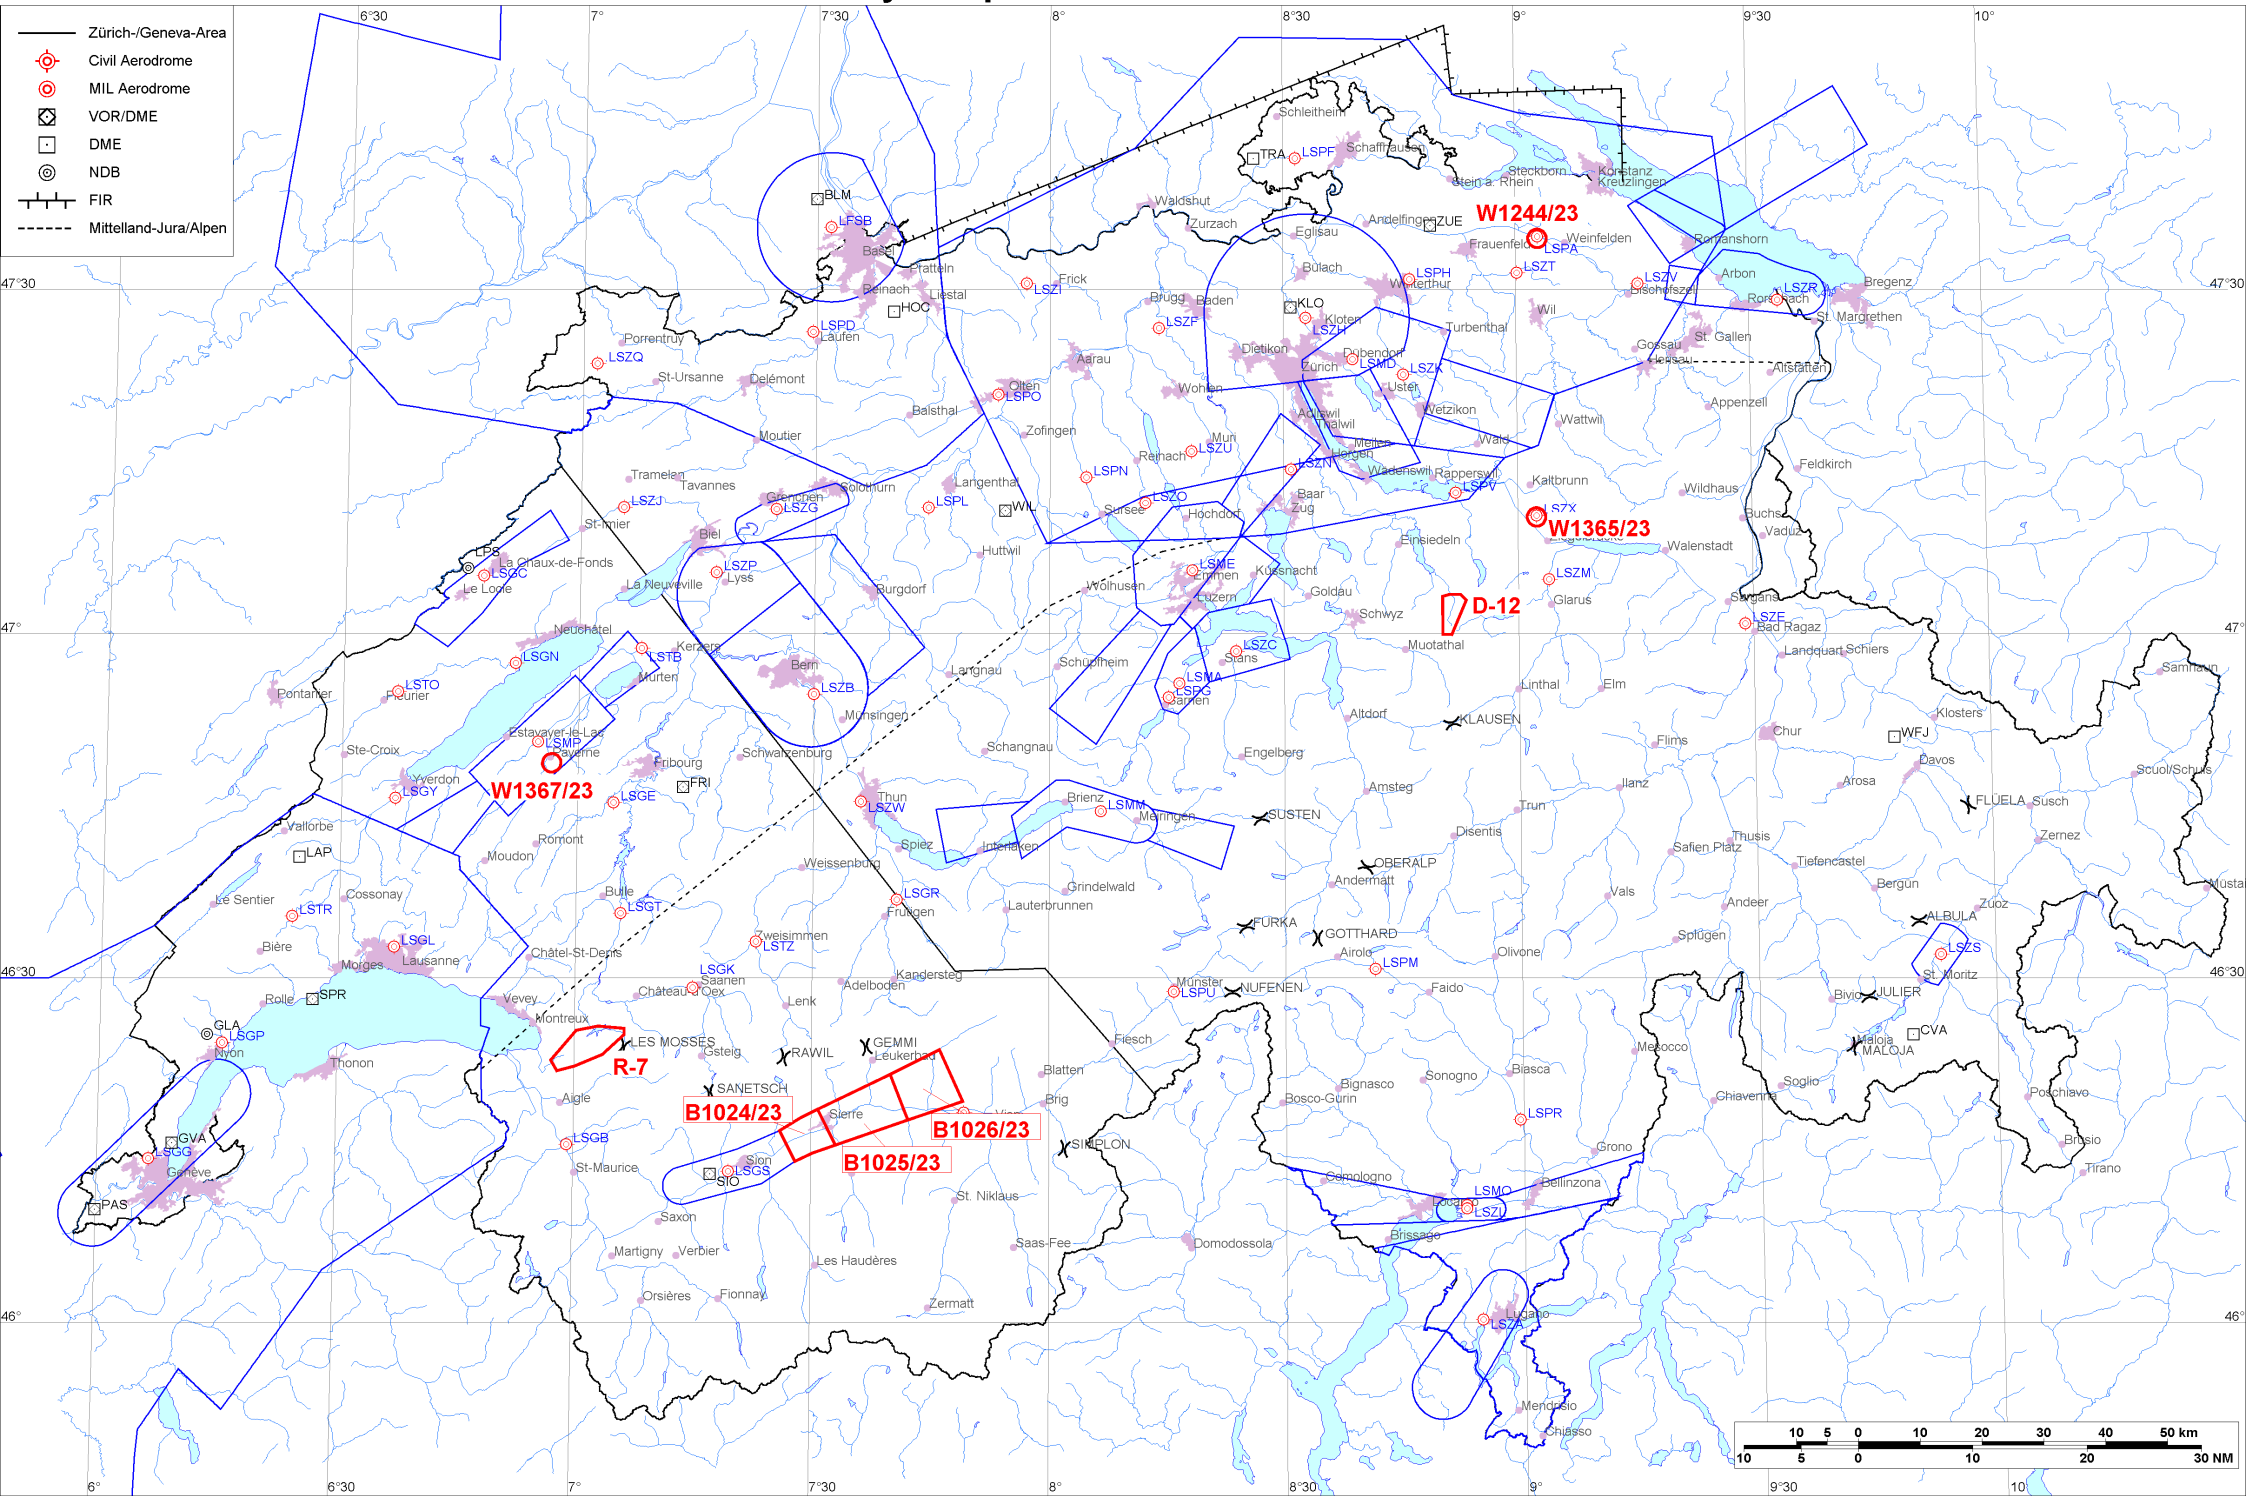 6°30
7°
7°30
8°
8°30
9°
9°30
10°
Zürich-/Geneva-Area
Civil Aerodrome
MIL Aerodrome
VOR/DME
DME
NDB
FIR
Mittelland-Jura/Alpen
Schleitheim
TRA
LSPF
Schaffhausen
Steckborn
Stein a. Rhein
Konstanz
Kreuzlingen
BLM
LFSB
Basel
Waldshut
Zurzach
Eglisau
Andelfingen
ZUE
W1244/23
LSPA
Weinfelden
Frauenfeld
Romanshorn
Pratteln
Reinach
Liestal
HOC
LSZI
Frick
Bülach
LSPH
Winterthur
LSZT
LSZV
Bischofszell
Arbon
LSZR
Rorschach
Bregenz
47°30
47°30
St. Margrethen
LSPD
Laufen
Brugg
Baden
LSZF
KLO
Kloten
LSZH
Turbenthal
Wil
St. Gallen
Gossau
Herisau
Altstätten
Porrentruy
LSZQ
St-Ursanne
Delémont
Aarau
Olten
LSPO
Dietikon
Zürich
Dübendorf
LSMD
LSZK
Uster
Wohlen
Wetzikon
Appenzell
Balsthal
Zofingen
Adliswil
Thalwil
Wattwil
Moutier
Muri
LSZU
Reinach
Meilen
Horgen
Wald
LSZN
Wädenswil
Rapperswil
LSPV
Kaltbrunn
Feldkirch
Wildhaus
Tramelan
Tavannes
LSPN
Langenthal
LSPL
WIL
Grenchen
Solothurn
LSZG
LSZJ
St-Imier
Biel
Sursee
LSZO
Hochdorf
Baar
Zug
LSZX
W1365/23
Ziegelbrücke
Buchs
Vaduz
Walenstadt
Einsiedeln
LPS
La Chaux-de-Fonds
LSGC
Le Locle
La Neuveville
LSZP
Lyss
Huttwil
Burgdorf
Wolhusen
LSME
Emmen
Luzern
Küssnacht
Goldau
Schwyz
D-12
LSZM
Glarus
Sargans
LSZE
Bad Ragaz
47°
47°
Neuchâtel
LSGN
LSTB
Kerzers
Murten
Bern
LSZB
Langnau
Schüpfheim
LSZC
Stans
Muotathal
Landquart
Schiers
Samnaun
LSTO
Fleurier
Pontarlier
LSMA
LSPG
Sarnen
Linthal
Elm
Münsingen
Altdorf
KLAUSEN
Klosters
Estavayer-le-Lac
LSMP
Payerne
W1367/23
Ste-Croix
Schwarzenburg
Schangnau
Engelberg
Flims
Chur
WFJ
Davos
Yverdon
LSGY
Fribourg
FRI
LSGE
Amsteg
Ilanz
Arosa
Scuol/Schuls
Thun
LSZW
Brienz
LSMM
Meiringen
SUSTEN
Trun
FLÜELA
Susch
Vallorbe
LAP
Romont
Moudon
Spiez
Interlaken
Disentis
Thusis
Safien Platz
Zernez
Weissenburg
OBERALP
Tiefencastel
Cossonay
Le Sentier
LSTR
Bulle
LSGT
LSGR
Frutigen
Grindelwald
Lauterbrunnen
Andermatt
Vals
Bergun
Müstair
Andeer
Zuoz
ALBULA
FURKA
GOTTHARD
Bière
LSGL
Lausanne
Morges
Châtel-St-Denis
Zweisimmen
LSTZ
Airolo
LSPM
Olivone
Splügen
LSZS
St. Moritz
46°30
46°30
LSGK
Saanen
Château-d'Oex
Adelboden
Kandersteg
Münster
LSPU
NUFENEN
Faido
Bivio
JULIER
SPR
Rolle
Vevey
Montreux
Lenk
GLA
LSGP
Nyon
Thonon
LES MOSSES
R-7
Gsteig
RAWIL
GEMMI
Leukerbad
Fiesch
Mesocco
Maloja
MALOJA
CVA
SANETSCH
Blatten
Bignasco
Sonogno
Biasca
Soglio
Chiavenna
Poschiavo
Aigle
B1024/23
Sierre
B1026/23
Brig
Bosco-Gurin
LSPR
LSGB
B1025/23
SIMPLON
Grono
Brusio
GVA
LSGG
Genève
St-Maurice
Sion
LSGS
SIO
Tirano
PAS
St. Niklaus
Comologno
LSMO
LSZL
Locarno
Bellinzona
Saxon
Brissago
Martigny
Verbier
Saas-Fee
Domodossola
Les Haudères
Orsières
Fionnay
Zermatt
46°
46°
Lugano
LSZA
Mendrisio
Chiasso
10 5 0 10 20 30 40 50 km
10 5 0 10 20 30 NM
6°
6°30
7°
7°30
8°
8°30
9°
9°30
10°